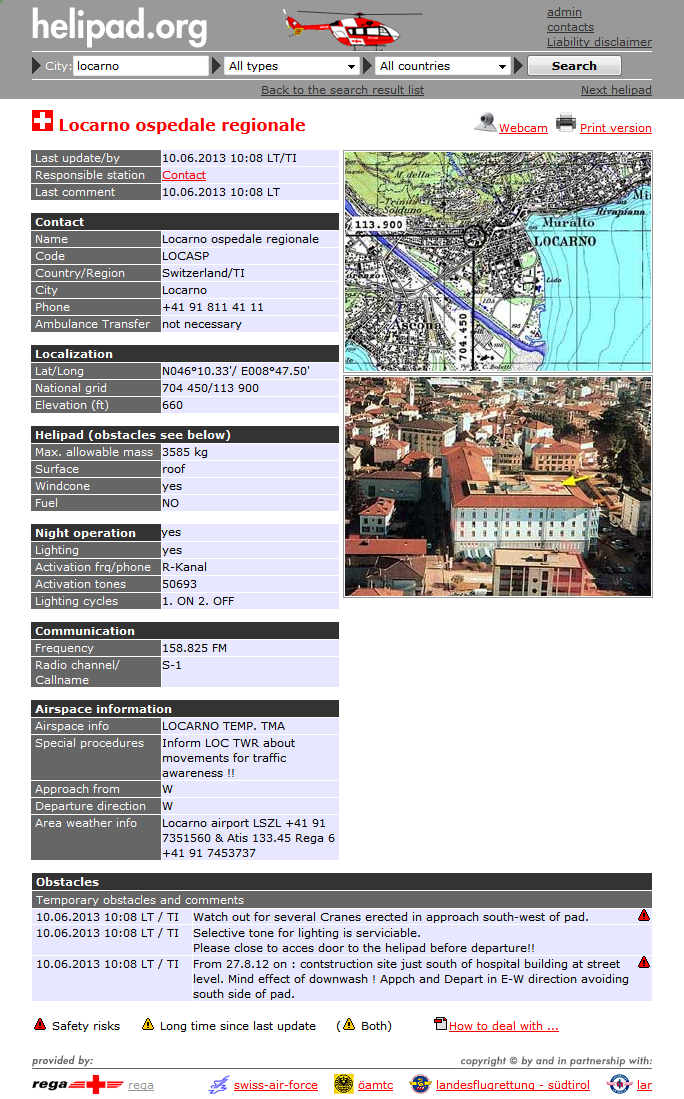 helipad.org
admin
contacts
Liability disclaimer
City: locarno All types All countries Search
Back to the search result list Next helipad
Locarno ospedale regionale Webcam Print version
Last update/by 10.06.2013 10:08 LT/TI
Responsible station Contact
Last comment 10.06.2013 10:08 LT
Contact
Name Locarno ospedale regionale
Code LOCASP
Country/Region Switzerland/TI
City Locarno
Phone +41 91 811 41 11
Ambulance Transfer not necessary
Localization
Lat/Long N046°10.33'/ E008°47.50'
National grid 704 450/113 900
Elevation (ft) 660
Helipad (obstacles see below)
Max. allowable mass 3585 kg
Surface roof
Windcone yes
Fuel NO
Night operation yes
Lighting yes
Activation frq/phone R-Kanal
Activation tones 50693
Lighting cycles 1. ON 2. OFF
Communication
Frequency 158.825 FM
Radio channel/ S-1
Callname
Airspace information
Airspace info LOCARNO TEMP. TMA
Special procedures Inform LOC TWR about
movements for traffic
awareness !!
Approach from W
Departure direction W
Area weather info Locarno airport LSZL +41 91
7351560 & Atis 133.45 Rega 6
+41 91 7453737
M. della
Trinità
Solduno
113.900
Muralto
Rivapiana
Mi
LOCARNO
Lido
Ascona
704.450
Obstacles
Temporary obstacles and comments
10.06.2013 10:08 LT / TI Watch out for several Cranes erected in approach south-west of pad.
10.06.2013 10:08 LT / TI Selective tone for lighting is serviciable.
Please close to acces door to the helipad before departure!!
10.06.2013 10:08 LT / TI From 27.8.12 on : contstruction site just south of hospital building at street
level. Mind effect of downwash ! Appch and Depart in E-W direction avoiding
south side of pad.
Safety risks Long time since last update ( Both) How to deal with ...
provided by: copyright © by and in partnership with:
rega rega swiss-air-force öamtc landesflugrettung - südtirol lar